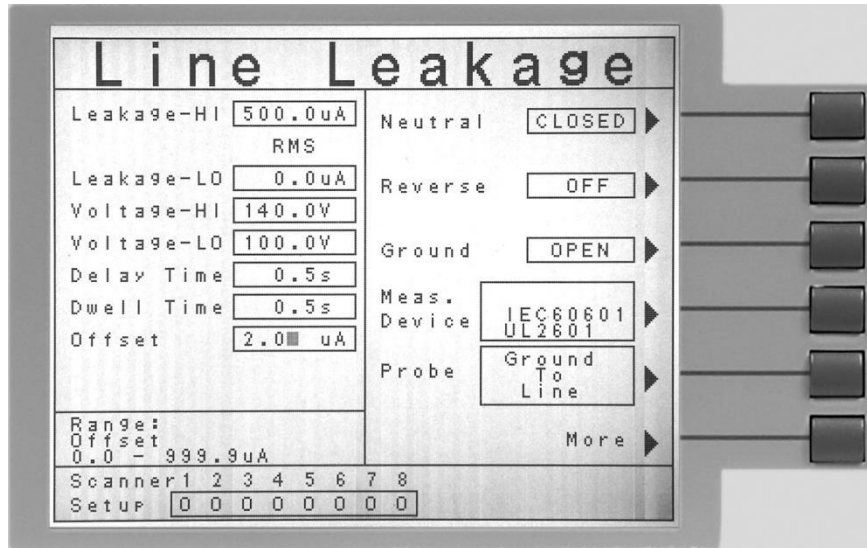 Line Leakage
Leakage-HI 500.0uA
RMS
Leakage-LO 0.0uA
Voltage-HI 140.0V
Voltage-LO 100.0V
Delay Time 0.5s
Dwell Time 0.5s
Offset 2.0 uA
Neutral CLOSED
Reverse OFF
Ground OPEN
Meas.
Device IEC60601
UL2601
Probe Ground
To
Line
More
Range:
Offset
0.0 - 999.9uA
Scanner 1 2 3 4 5 6 7 8
Setup 0 0 0 0 0 0 0 0